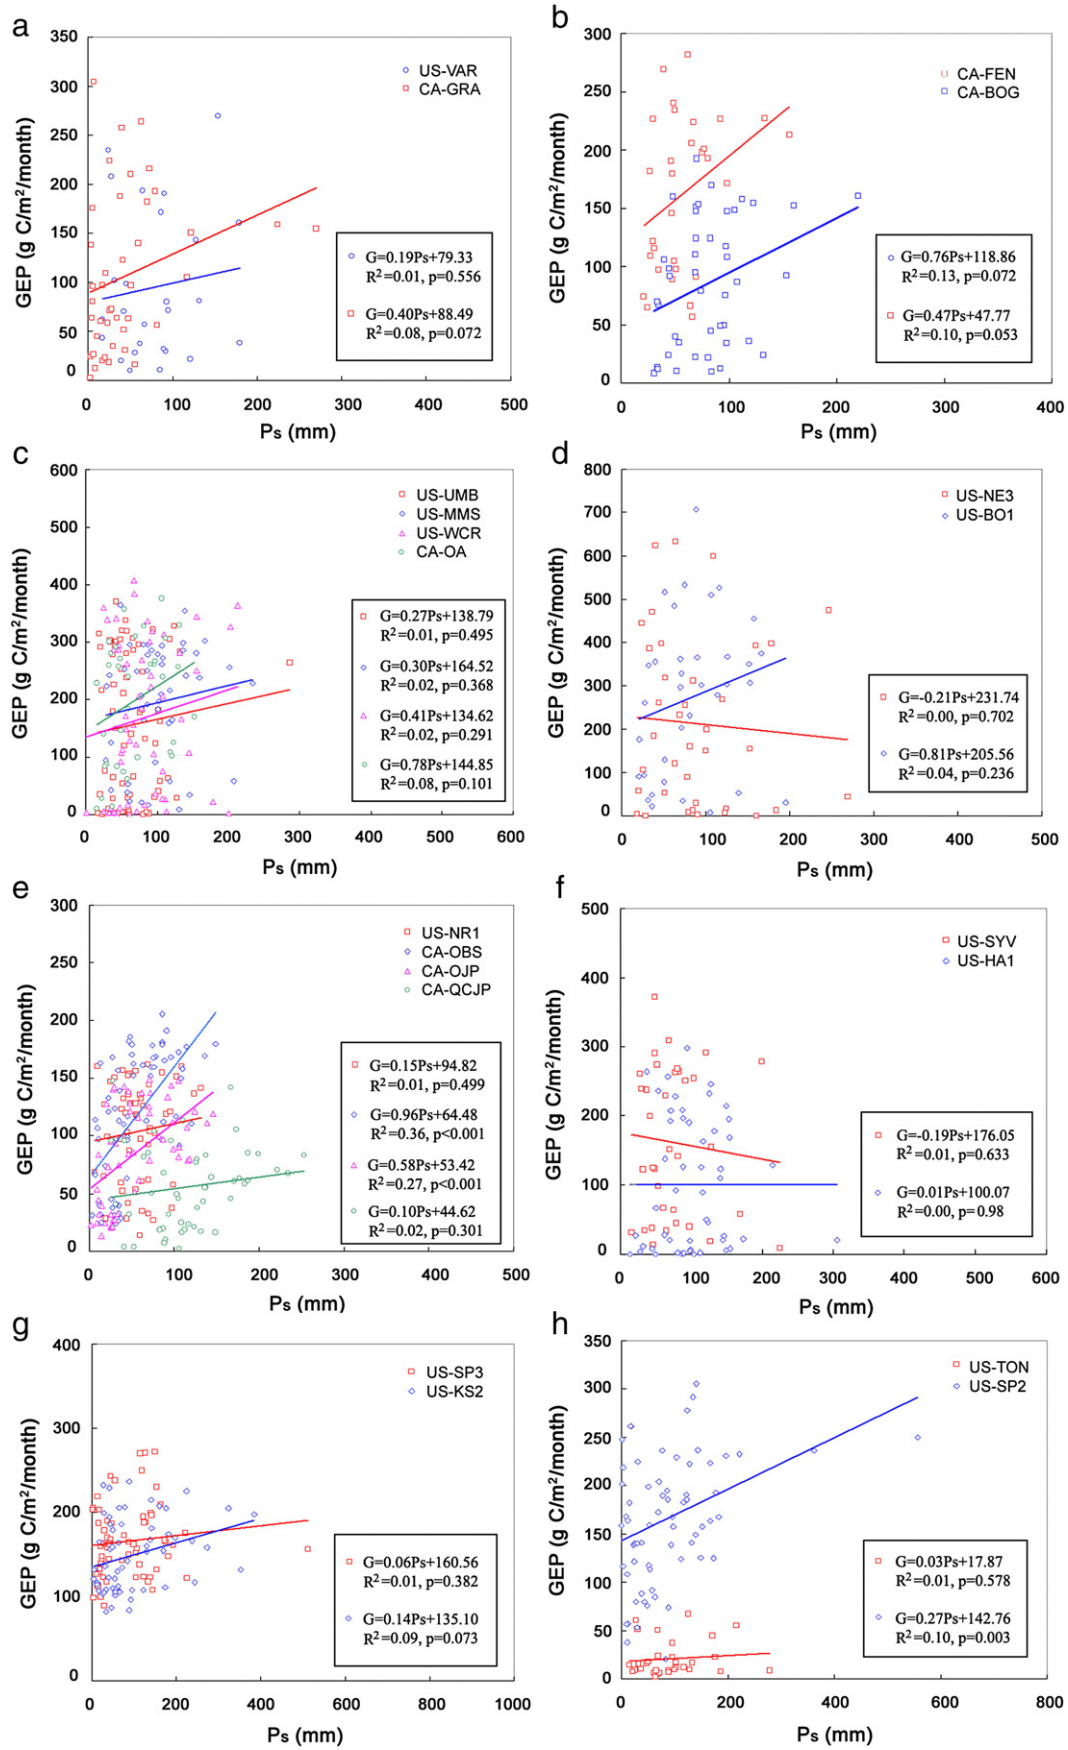 a
350
300
250
200
150
100
50
0
0 100 200 300 400 500
GEP (g C/m²/month)
Ps (mm)
US-VAR
CA-GRA
G=0.19Ps+79.33
R²=0.01, p=0.556
G=0.40Ps+88.49
R²=0.08, p=0.072
b
300
250
200
150
100
50
0
0 100 200 300 400
GEP (g C/m²/month)
Ps (mm)
CA-FEN
CA-BOG
G=0.76Ps+118.86
R²=0.13, p=0.072
G=0.47Ps+47.77
R²=0.10, p=0.053
c
600
500
400
300
200
100
0
0 100 200 300 400 500 600
GEP (g C/m²/month)
Ps (mm)
US-UMB
US-MMS
US-WCR
CA-OA
G=0.27Ps+138.79
R²=0.01, p=0.495
G=0.30Ps+164.52
R²=0.02, p=0.368
G=0.41Ps+134.62
R²=0.02, p=0.291
G=0.78Ps+144.85
R²=0.08, p=0.101
d
800
700
600
500
400
300
200
100
0
0 100 200 300 400 500
GEP (g C/m²/month)
Ps (mm)
US-NE3
US-BO1
G=-0.21Ps+231.74
R²=0.00, p=0.702
G=0.81Ps+205.56
R²=0.04, p=0.236
e
300
250
200
150
100
50
0
0 100 200 300 400 500
GEP (g C/m²/month)
Ps (mm)
US-NR1
CA-OBS
CA-OJP
CA-QCJP
G=0.15Ps+94.82
R²=0.01, p=0.499
G=0.96Ps+64.48
R²=0.36, p<0.001
G=0.58Ps+53.42
R²=0.27, p<0.001
G=0.10Ps+44.62
R²=0.02, p=0.301
f
500
400
300
200
100
0
0 100 200 300 400 500 600
GEP (g C/m²/month)
Ps (mm)
US-SYV
US-HA1
G=-0.19Ps+176.05
R²=0.01, p=0.633
G=0.01Ps+100.07
R²=0.00, p=0.98
g
400
300
200
100
0
0 200 400 600 800 1000
GEP (g C/m²/month)
Ps (mm)
US-SP3
US-KS2
G=0.06Ps+160.56
R²=0.01, p=0.382
G=0.14Ps+135.10
R²=0.09, p=0.073
h
350
300
250
200
150
100
50
0
0 200 400 600 800
GEP (g C/m²/month)
Ps (mm)
US-TON
US-SP2
G=0.03Ps+17.87
R²=0.01, p=0.578
G=0.27Ps+142.76
R²=0.10, p=0.003